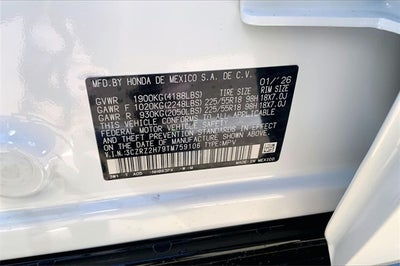 MFD.BY HONDA DE MEXICO S.A. DE C.V. 01/'26
TIRE SIZE RIM SIZE
GVWR 1900KG(4188LBS)
GAWR F 1020KG(2248LBS) 225/55R18 98H 18X7.0J
GAWR R 930KG(2050LBS) 225/55R18 98H 18X7.0J
THIS VEHICLE CONFORMS TO ALL APPLICABLE
FEDERAL MOTOR VEHICLE SAFETY
AND THEFT PREVENTION STANDARDS IN EFFECT
ON THE DATE OF MANUFACTURE SHOWN ABOVE.
V.I.N. 3CZRZ2H79TM759106 TYPE:MPV
MADE IN MEXICO